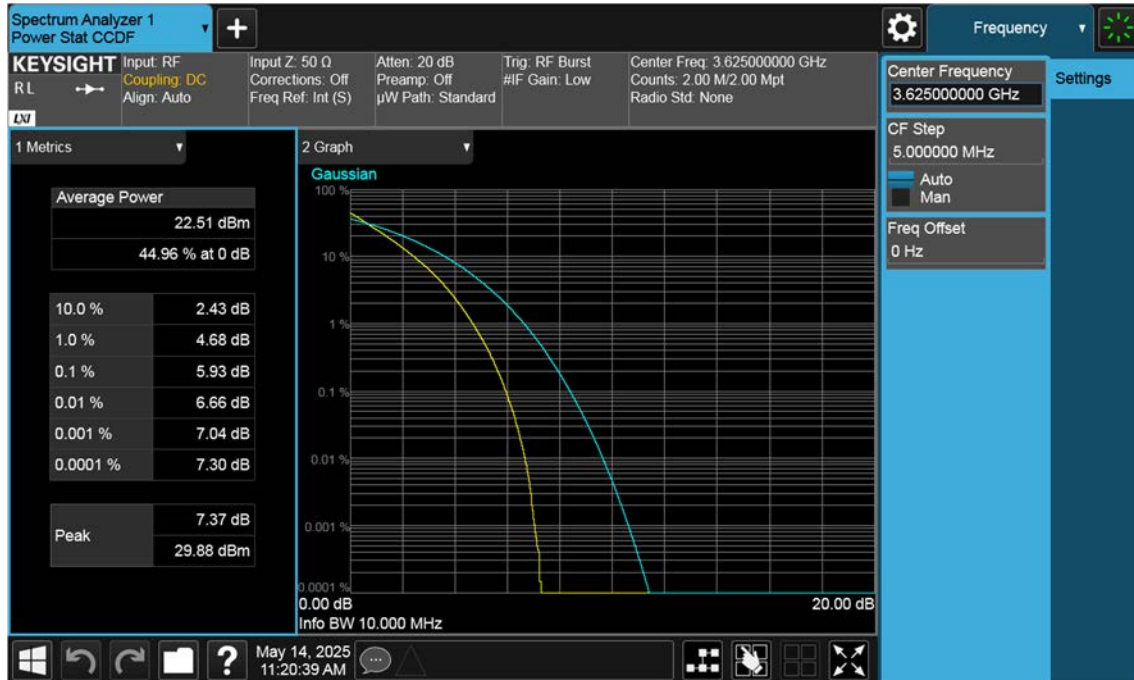 Spectrum Analyzer 1
Power Stat CCDF
Frequency
KEYSIGHT
R L
LXI
Input: RF
Coupling: DC
Align: Auto
Input Z: 50 Ω
Corrections: Off
Freq Ref: Int (S)
Atten: 20 dB
Preamp: Off
µW Path: Standard
Trig: RF Burst
#IF Gain: Low
Center Freq: 3.625000000 GHz
Counts: 2.00 M/2.00 Mpt
Radio Std: None
Center Frequency
3.625000000 GHz
Settings
CF Step
5.000000 MHz
Auto
Man
Freq Offset
0 Hz
1 Metrics
Average Power
22.51 dBm
44.96 % at 0 dB
10.0 % 2.43 dB
1.0 % 4.68 dB
0.1 % 5.93 dB
0.01 % 6.66 dB
0.001 % 7.04 dB
0.0001 % 7.30 dB
Peak 7.37 dB
29.88 dBm
2 Graph
Gaussian
100 %
10 %
1 %
0.1 %
0.01 %
0.001 %
0.0001 %
0.00 dB 20.00 dB
Info BW 10.000 MHz
?
May 14, 2025
11:20:39 AM